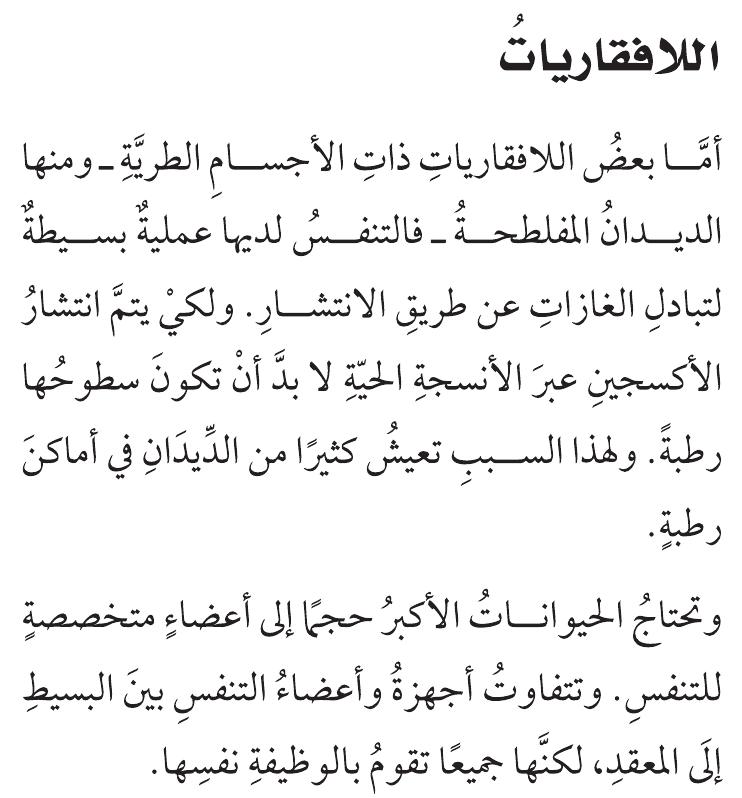 اللافقارياتُ
أمَّا بعضُ اللافقارياتِ ذاتِ الأجسامِ الطريَّةِ ـ ومنها
الديدانُ المفلطحةُ ـ فالتنفسُ لديها عمليةٌ بسيطةٌ
لتبادلِ الغازاتِ عن طريقِ الانتشارِ. ولكيْ يتمَّ انتشارُ
الأكسجينِ عبرَ الأنسجةِ الحيّةِ لا بدَّ أنْ تكونَ سطوحُها
رطبةً. ولهذا السببِ تعيشُ كثيرًا من الدِّيدَانِ في أماكنَ
رطبةٍ.
وتحتاجُ الحيواناتُ الأكبرُ حجمًا إلى أعضاءٍ متخصصةٍ
للتنفسِ. وتتفاوتُ أجهزةُ وأعضاءُ التنفسِ بينَ البسيطِ
إلَى المعقدِ، لكنَّها جميعًا تقومُ بالوظيفةِ نفسِها.